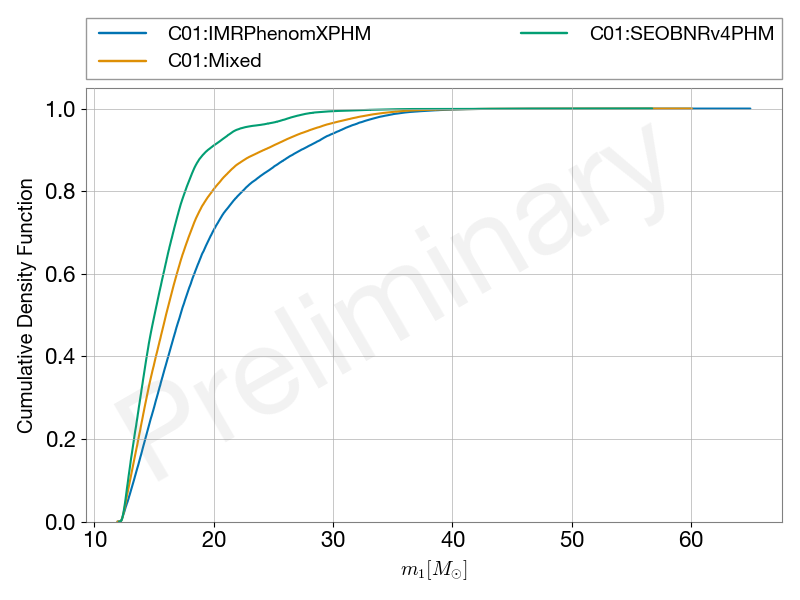 C01:IMRPhenomXPHM
C01:Mixed
C01:SEOBNRv4PHM
1.0
0.8
0.6
0.4
0.2
0.0
Cumulative Density Function
Preliminary
10 20 30 40 50 60
m₁[M☉]